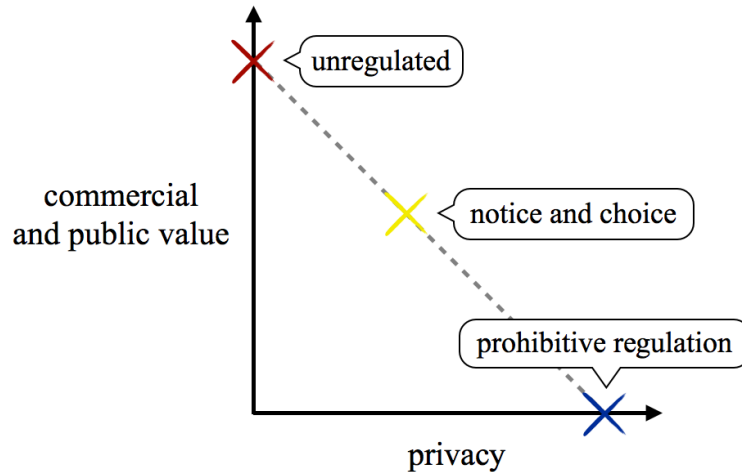 unregulated
commercial
and public value
notice and choice
prohibitive regulation
privacy